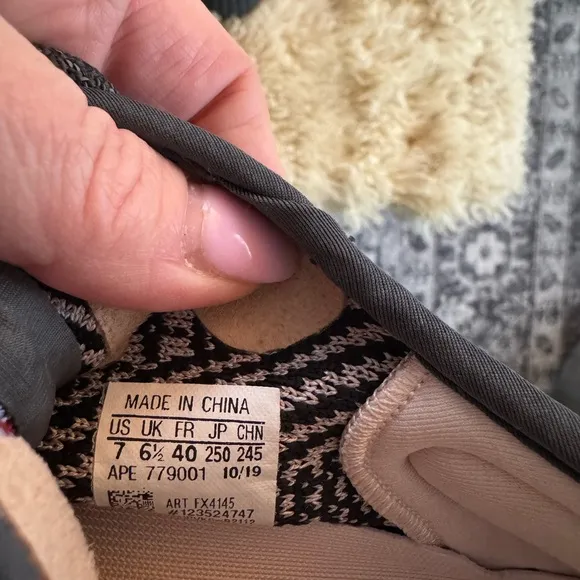 MADE IN CHINA
US UK FR JP CHN
7 6½ 40 250 245
APE 779001 10/19
ART FX4145
#123524747